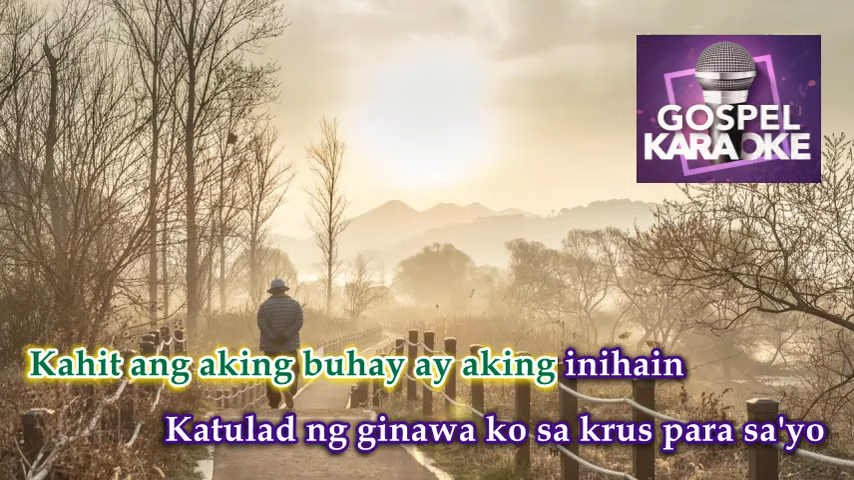 GOSPEL
KARAOKE
Kahit ang aking buhay ay aking inihain
Katulad ng ginawa ko sa krus para sa'yo